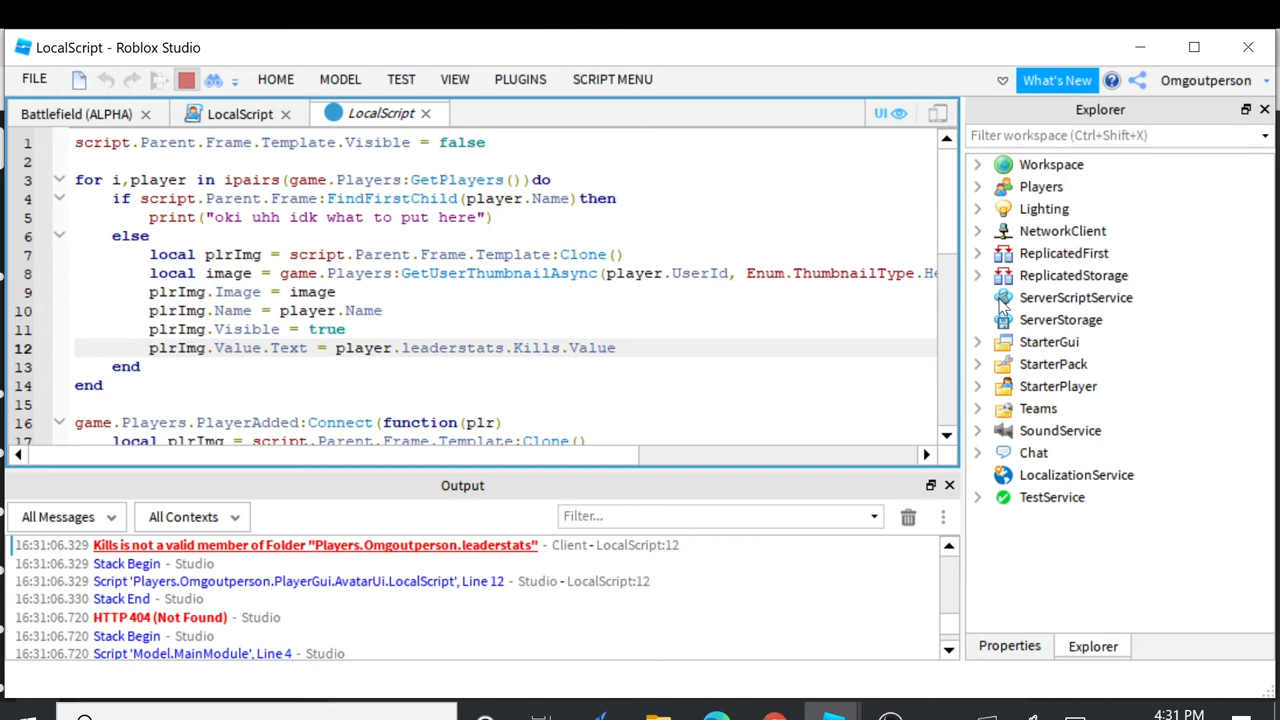 LocalScript - Roblox Studio
FILE HOME MODEL TEST VIEW PLUGINS SCRIPT MENU What's New Omgoutperson
Battlefield (ALPHA) LocalScript LocalScript UI
1 script.Parent.Frame.Template.Visible = false
2
3 for i,player in ipairs(game.Players:GetPlayers())do
4 if script.Parent.Frame:FindFirstChild(player.Name)then
5 print("oki uhh idk what to put here")
6 else
7 local plrImg = script.Parent.Frame.Template:Clone()
8 local image = game.Players:GetUserThumbnailAsync(player.UserId, Enum.ThumbnailType.He
9 plrImg.Image = image
10 plrImg.Name = player.Name
11 plrImg.Visible = true
12 plrImg.Value.Text = player.leaderstats.Kills.Value
13 end
14 end
15
16 game.Players.PlayerAdded:Connect(function(plr)
17 local plrImg = script.Parent.Frame.Template:Clone()
Output
All Messages All Contexts Filter...
16:31:06.329 Kills is not a valid member of Folder "Players.Omgoutperson.leaderstats" - Client - LocalScript:12
16:31:06.329 Stack Begin - Studio
16:31:06.329 Script 'Players.Omgoutperson.PlayerGui.AvatarUi.LocalScript', Line 12 - Studio - LocalScript:12
16:31:06.330 Stack End - Studio
16:31:06.720 HTTP 404 (Not Found) - Studio
16:31:06.720 Stack Begin - Studio
16:31:06.720 Script 'Model.MainModule', Line 4 - Studio
Explorer
Filter workspace (Ctrl+Shift+X)
Workspace
Players
Lighting
NetworkClient
ReplicatedFirst
ReplicatedStorage
ServerScriptService
ServerStorage
StarterGui
StarterPack
StarterPlayer
Teams
SoundService
Chat
LocalizationService
TestService
Properties Explorer
4:31 PM